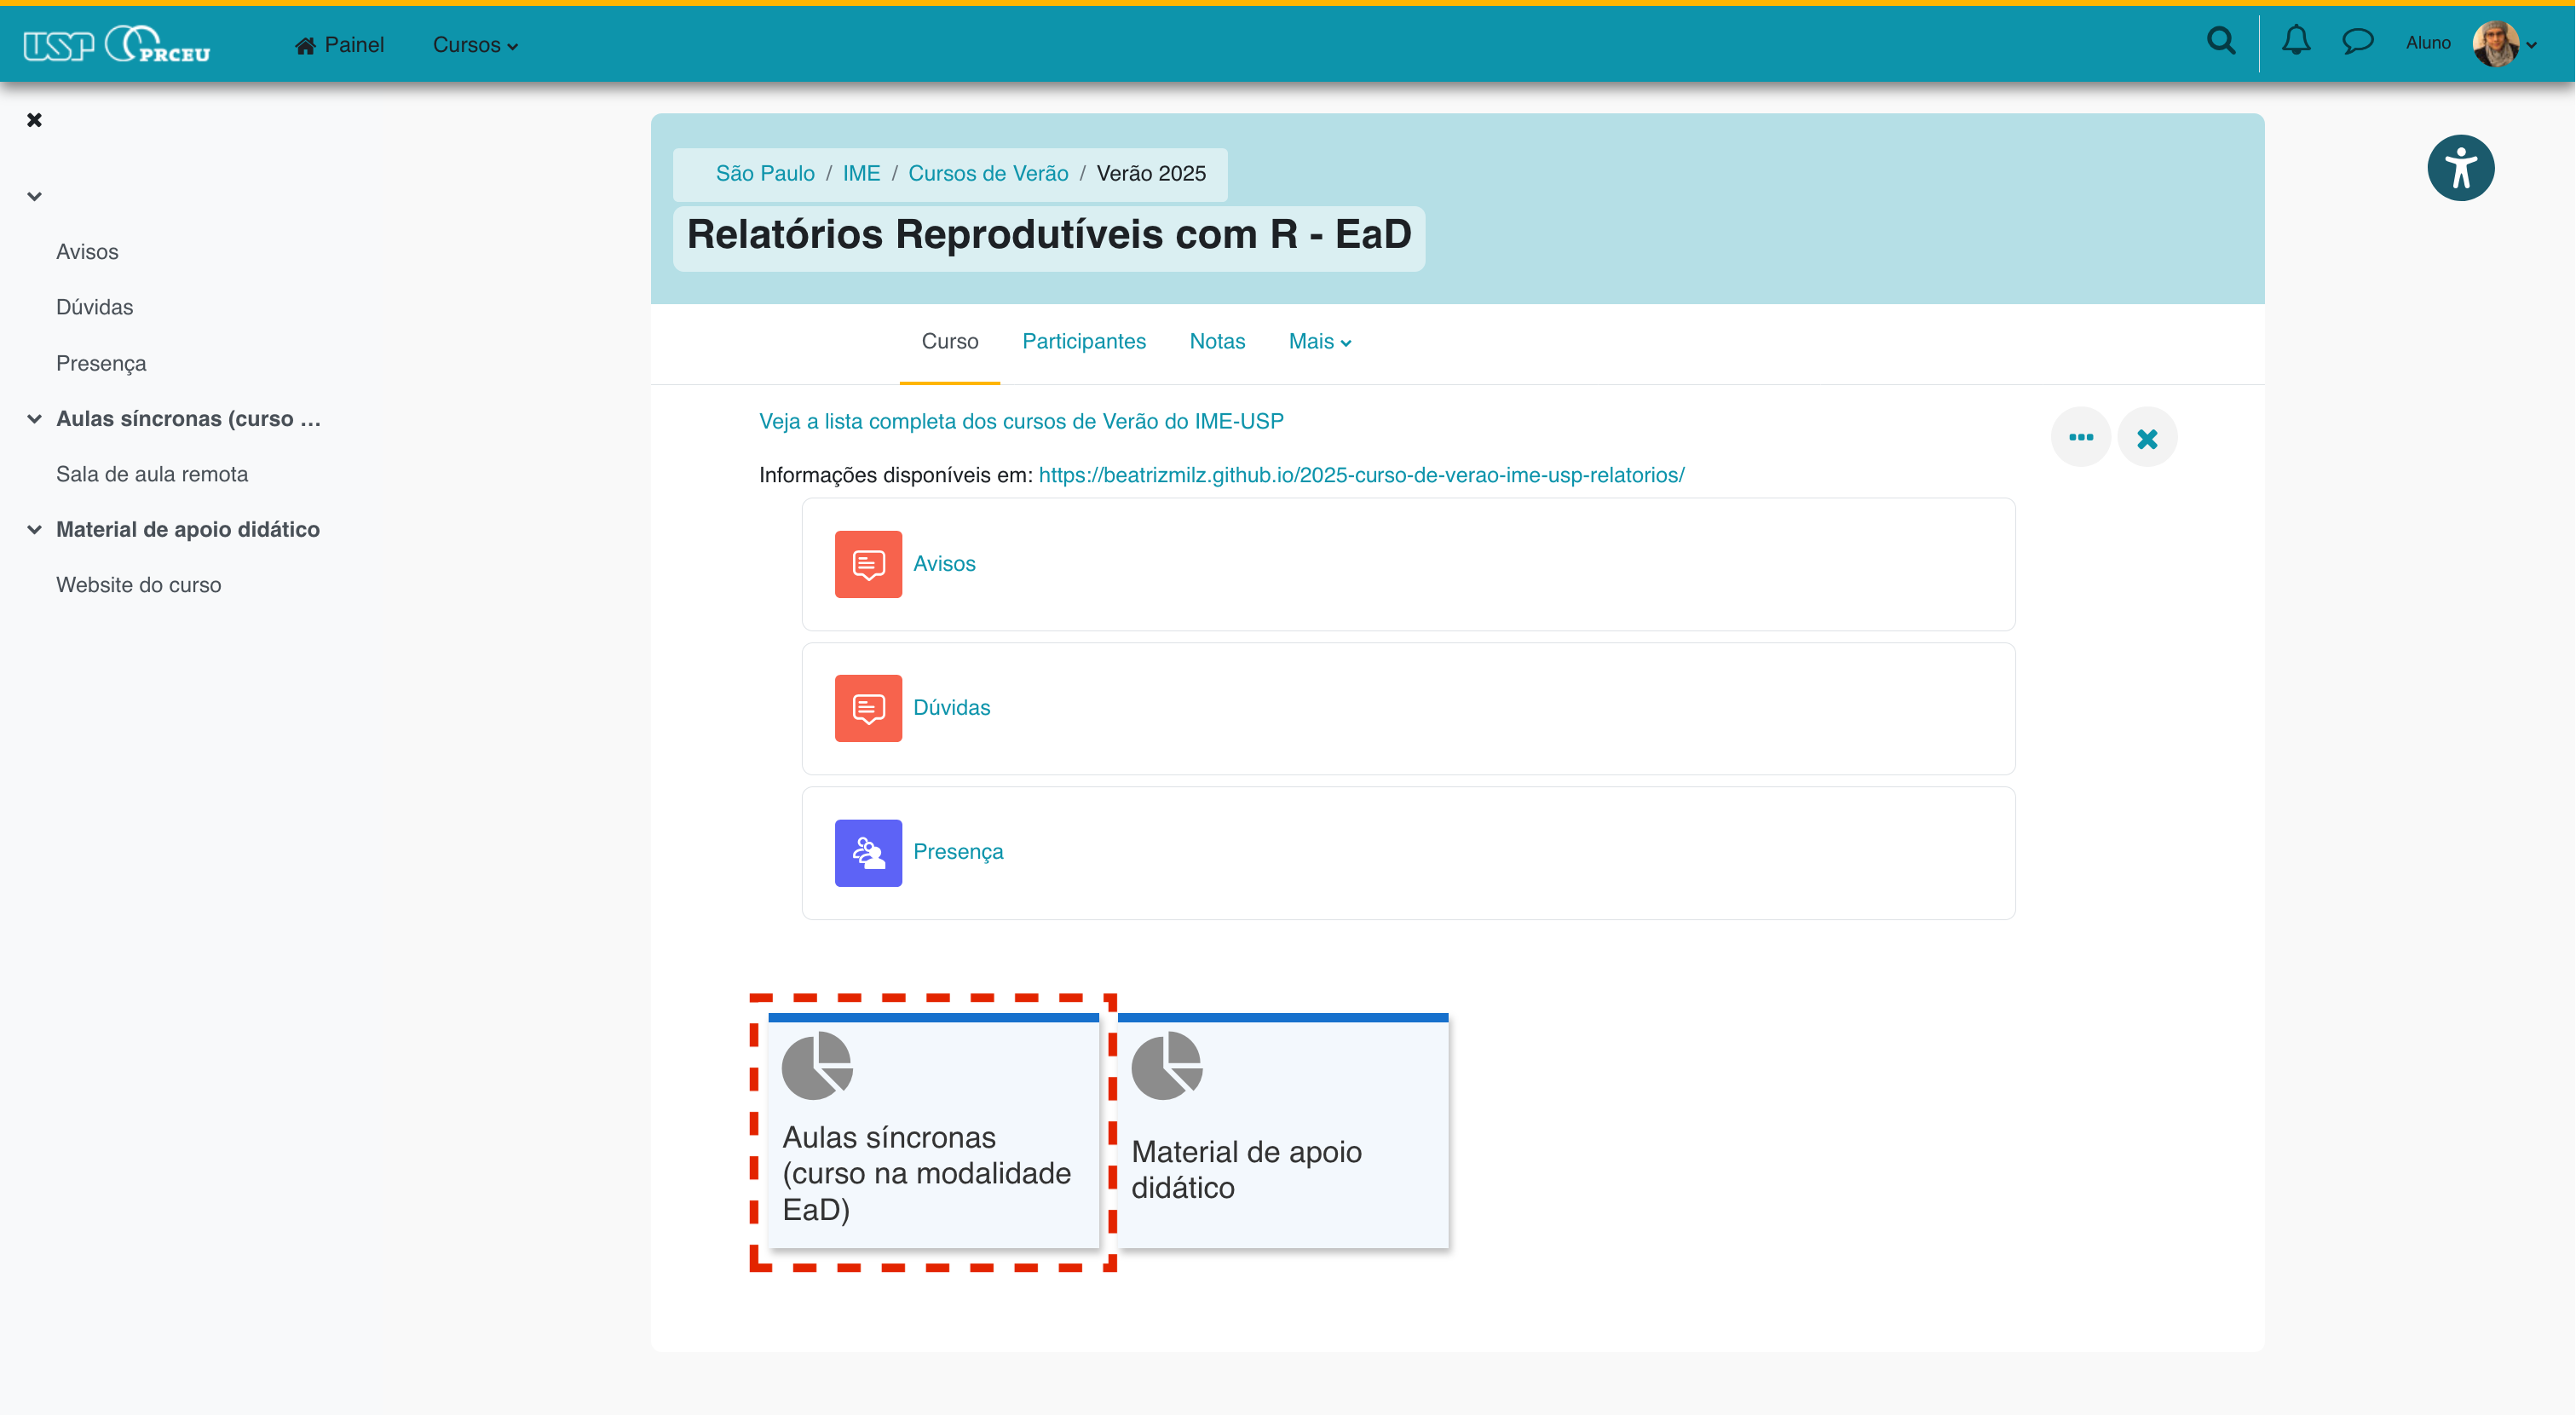 USP PRCEU
Painel
Cursos
Aluno
Avisos
Dúvidas
Presença
Aulas síncronas (curso ...
Sala de aula remota
Material de apoio didático
Website do curso
São Paulo / IME / Cursos de Verão / Verão 2025
Relatórios Reprodutíveis com R - EaD
Curso
Participantes
Notas
Mais
Veja a lista completa dos cursos de Verão do IME-USP
Informações disponíveis em: https://beatrizmilz.github.io/2025-curso-de-verao-ime-usp-relatorios/
Avisos
Dúvidas
Presença
Aulas síncronas
(curso na modalidade
EaD)
Material de apoio
didático